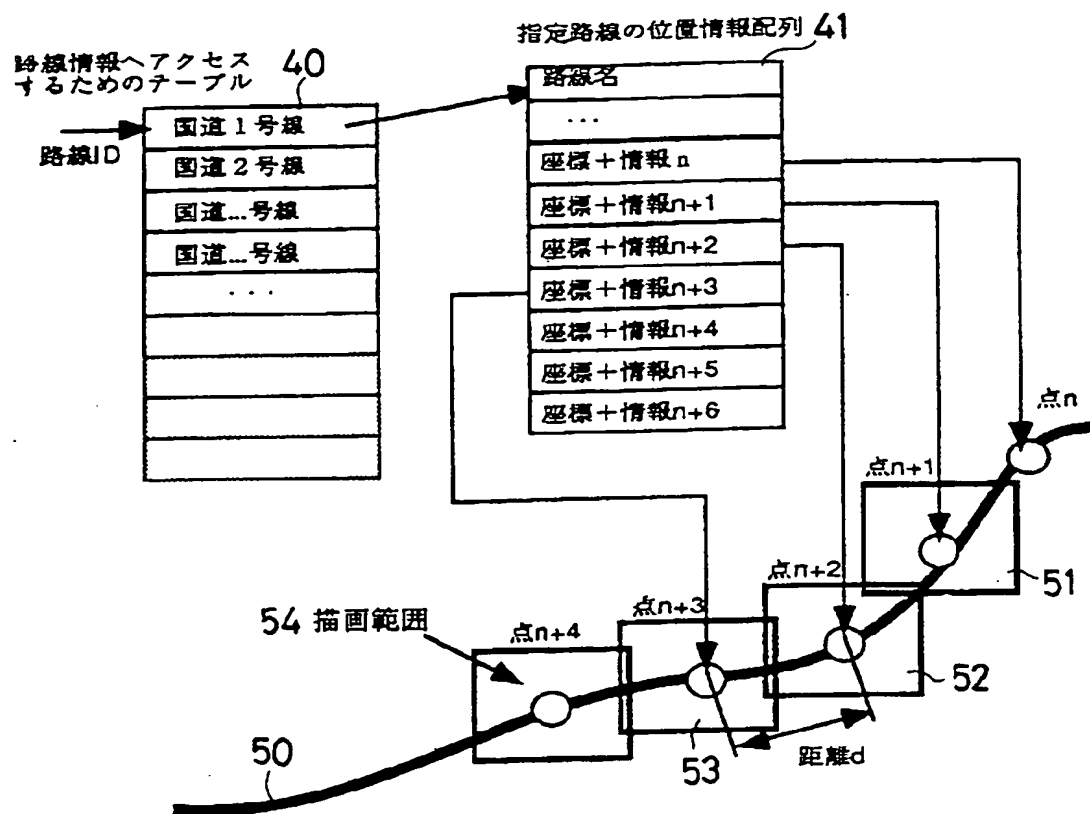 路線情報へアクセス
するためのテーブル
40
路線ID
国道1号線
国道2号線
国道...号線
国道...号線
...
指定路線の位置情報配列
41
路線名
...
座標+情報n
座標+情報n+1
座標+情報n+2
座標+情報n+3
座標+情報n+4
座標+情報n+5
座標+情報n+6
点n
点n+1
51
点n+2
52
点n+3
53
距離d
54 描画範囲
点n+4
50